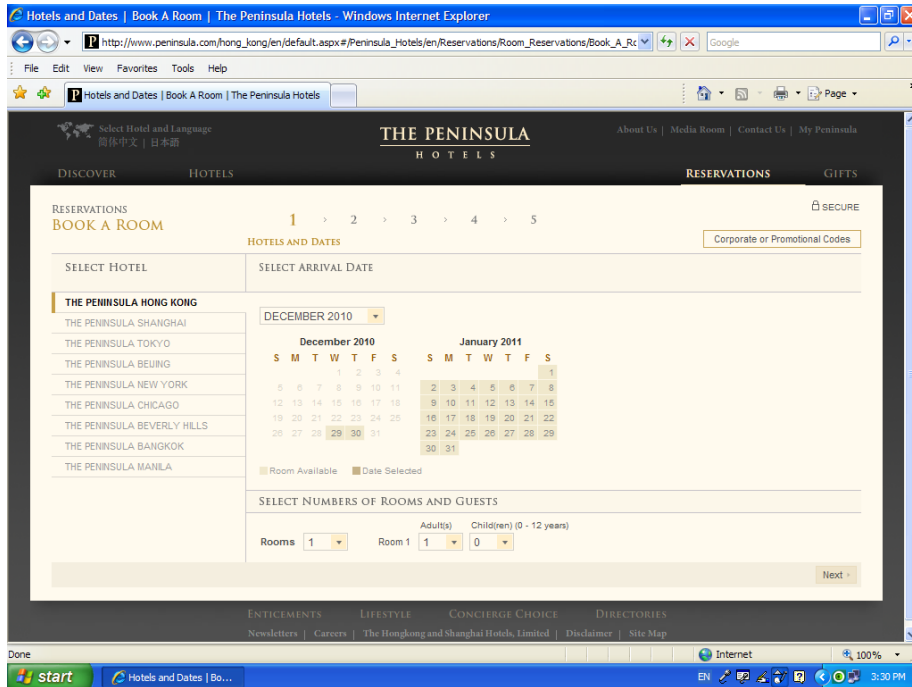 Hotels and Dates | Book A Room | The Peninsula Hotels - Windows Internet Explorer
http://www.peninsula.com/hong_kong/en/default.aspx#/Peninsula_Hotels/en/Reservations/Room_Reservations/Book_A_Rc
Google
File Edit View Favorites Tools Help
Hotels and Dates | Book A Room | The Peninsula Hotels
Page
Select Hotel and Language
简体中文 | 日本語
THE PENINSULA
HOTELS
About Us | Media Room | Contact Us | My Peninsula
DISCOVER HOTELS RESERVATIONS GIFTS
RESERVATIONS
BOOK A ROOM
1 > 2 > 3 > 4 > 5
HOTELS AND DATES
SECURE
Corporate or Promotional Codes
SELECT HOTEL
SELECT ARRIVAL DATE
THE PENINSULA HONG KONG
THE PENINSULA SHANGHAI
THE PENINSULA TOKYO
THE PENINSULA BEIJING
THE PENINSULA NEW YORK
THE PENINSULA CHICAGO
THE PENINSULA BEVERLY HILLS
THE PENINSULA BANGKOK
THE PENINSULA MANILA
DECEMBER 2010
December 2010
S M T W T F S
1 2 3 4
5 6 7 8 9 10 11
12 13 14 15 16 17 18
19 20 21 22 23 24 25
26 27 28 29 30 31
January 2011
S M T W T F S
1
2 3 4 5 6 7 8
9 10 11 12 13 14 15
16 17 18 19 20 21 22
23 24 25 26 27 28 29
30 31
Room Available Date Selected
SELECT NUMBERS OF ROOMS AND GUESTS
Adult(s) Child(ren) (0 - 12 years)
Rooms 1 Room 1 1 0
Next >
ENTICEMENTS LIFESTYLE CONCIERGE CHOICE DIRECTORIES
Newsletters | Careers | The Hongkong and Shanghai Hotels, Limited | Disclaimer | Site Map
Done
Internet
100%
start
Hotels and Dates | Bo...
EN
3:30 PM